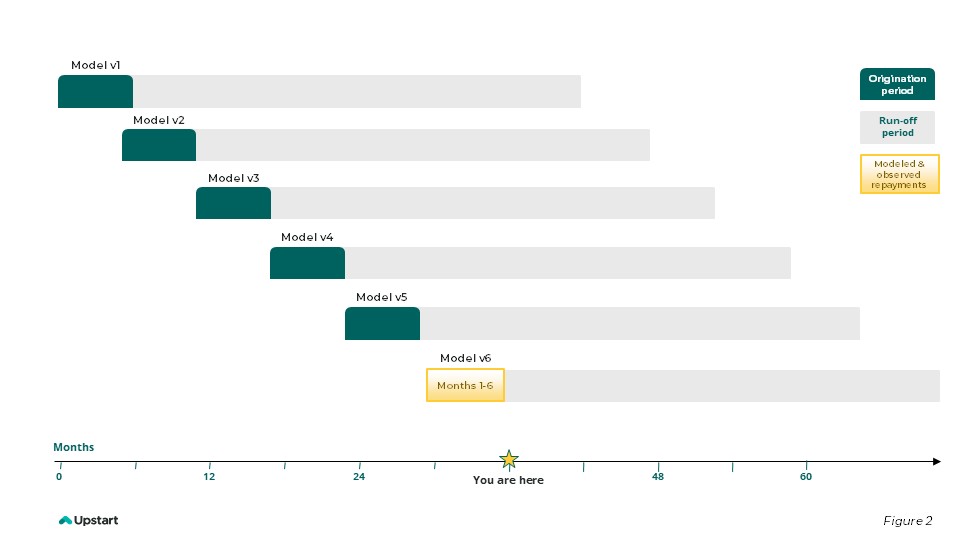 Model v1
Origination
period
Model v2
Run-off
period
Modeled &
observed
repayments
Model v3
Model v4
Model v5
Model v6
Months 1-6
Months
0 12 24 48 60
You are here
Upstart
Figure 2